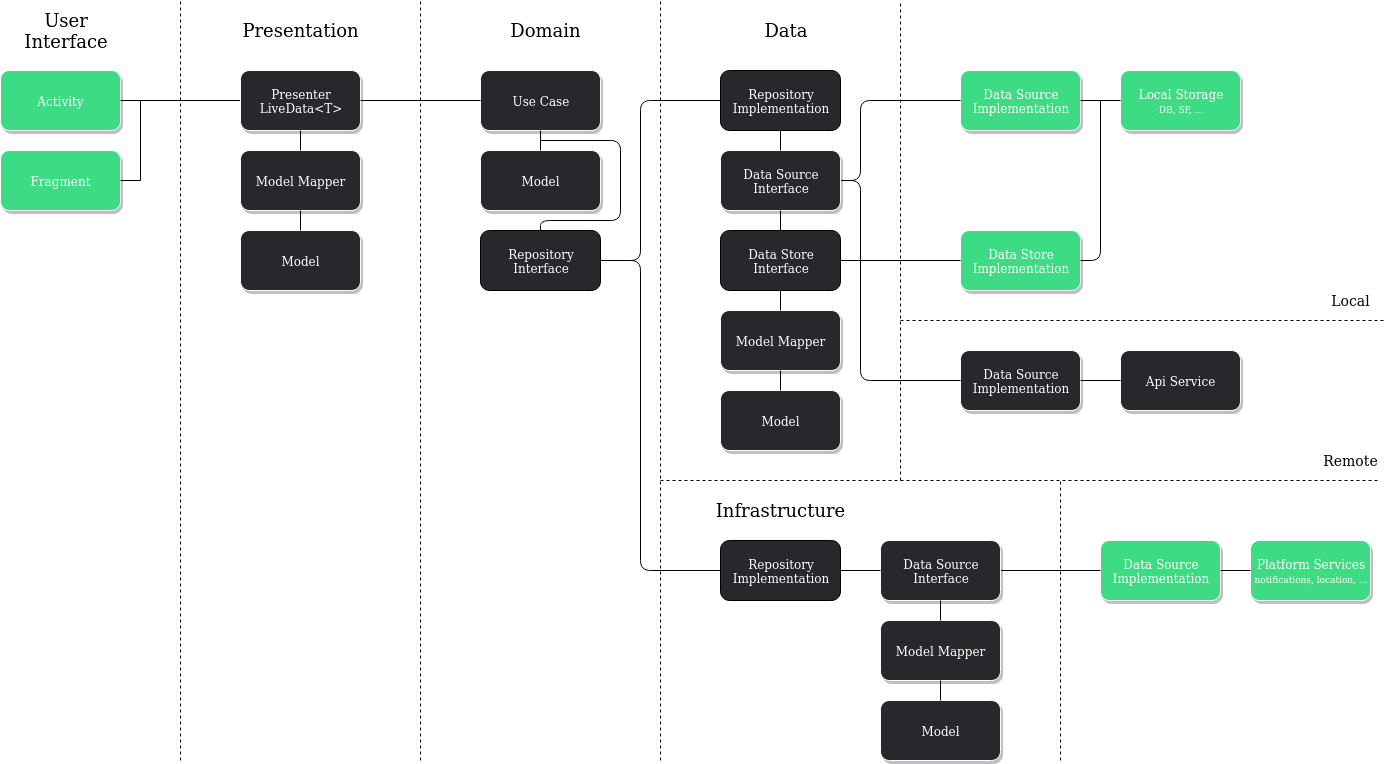 User
Interface
Presentation
Domain
Data
Activity
Fragment
Presenter
LiveData<T>
Model Mapper
Model
Use Case
Model
Repository
Interface
Repository
Implementation
Data Source
Interface
Data Store
Interface
Model Mapper
Model
Data Source
Implementation
Local Storage
DB, SP, ...
Data Store
Implementation
Local
Data Source
Implementation
Api Service
Remote
Infrastructure
Repository
Implementation
Data Source
Interface
Model Mapper
Model
Data Source
Implementation
Platform Services
notifications, location, ...